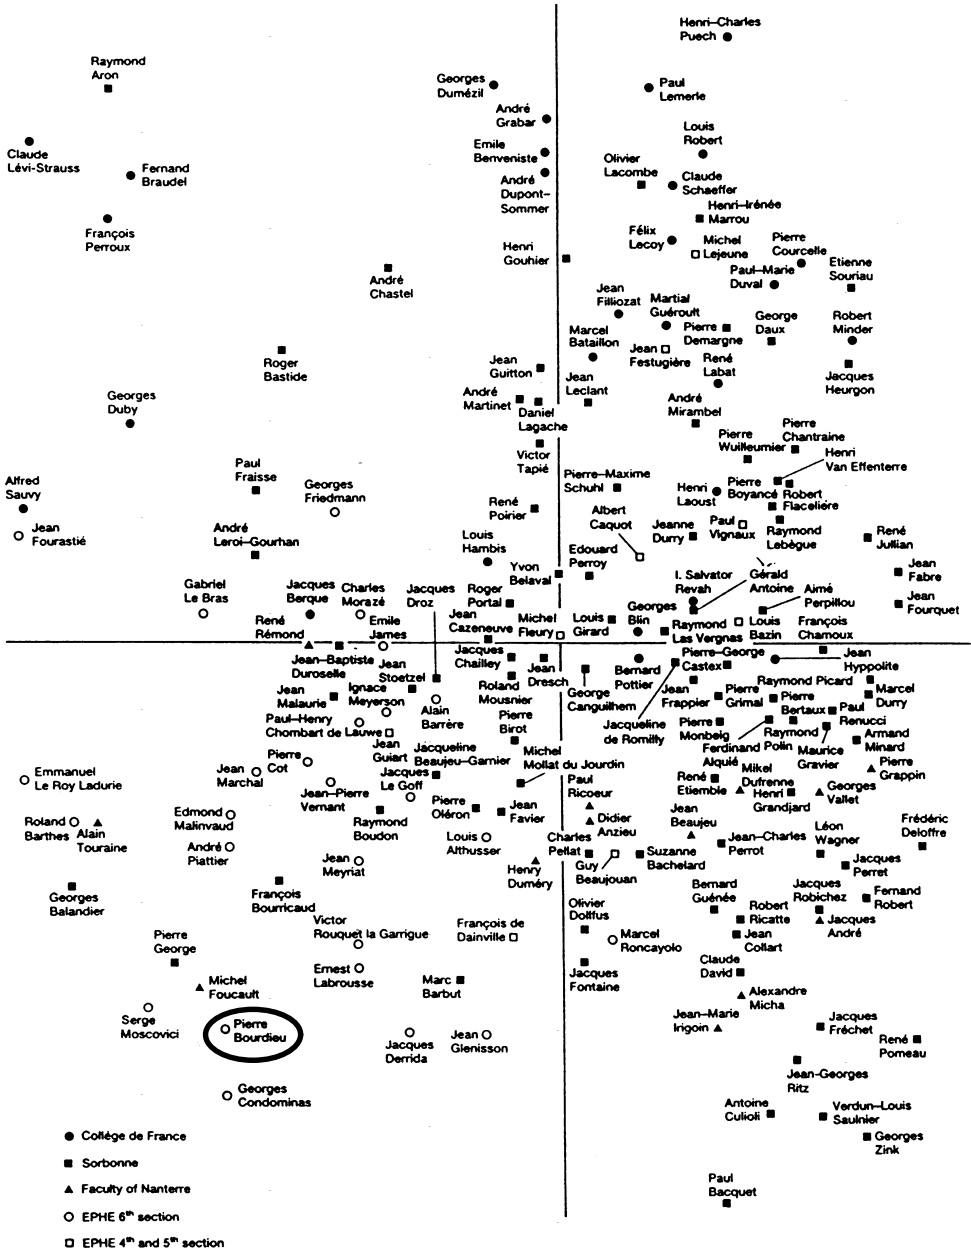 Henri–Charles
Puech
Raymond
Aron
Georges
Dumézil
Paul
Lemerle
André
Grabar
Louis
Robert
Claude
Lévi-Strauss
Emile
Benveniste
Fernand
Braudel
André
Dupont–
Sommer
Olivier
Lacombe
Claude
Schaeffer
Henri-Irénée
Marrou
François
Perroux
Félix
Lecoy
Michel
Lejeune
Pierre
Courcelle
Henri
Gouhier
Paul–Marie
Duval
Etienne
Souriau
André
Chastel
Jean
Filliozat
Martial
Guéroult
George
Daux
Robert
Minder
Marcel
Bataillon
Pierre
Demargne
Jean
Festugière
René
Labat
Roger
Bastide
Jean
Guitton
Jean
Leclant
Jacques
Heurgon
Georges
Duby
André
Martinet
Daniel
Lagache
André
Mirambel
Victor
Tapié
Pierre
Wuilleumier
Pierre
Chantraine
Henri
Van Effenterre
Paul
Fraisse
Georges
Friedmann
Pierre–Maxime
Schuhl
Henri
Laoust
Pierre
Boyancé
Robert
Flacelière
Alfred
Sauvy
Jean
Fourastié
René
Poirier
Albert
Caquot
Jeanne
Durry
Paul
Vignaux
Raymond
Lebègue
René
Jullian
André
Leroi–Gourhan
Louis
Hambis
Edouard
Perroy
Yvon
Belaval
I. Salvator
Revah
Gérald
Antoine
Jean
Fabre
Gabriel
Le Bras
Jacques
Berque
Charles
Morazé
Jacques
Droz
Roger
Portal
Aimé
Perpillou
Jean
Fourquet
René
Rémond
Emile
James
Jean
Cazeneuve
Michel
Fleury
Louis
Girard
Georges
Blin
Raymond
Las Vergnas
Louis
Bazin
François
Chamoux
Jean–Baptiste
Duroselle
Jean
Stoetzel
Jacques
Chailley
Jean
Dresch
Bernard
Pottier
Pierre–George
Castex
Jean
Hyppolite
Jean
Malaurie
Ignace
Meyerson
Alain
Barrère
Roland
Mousnier
George
Canguilhem
Jean
Frappier
Raymond Picard
Pierre
Grimal
Pierre
Bertaux
Marcel
Durry
Paul
Renucci
Paul–Henry
Chombart de Lauwe
Pierre
Birot
Jacqueline
de Romilly
Pierre
Monbeig
Ferdinand
Alquié
Raymond
Polin
Maurice
Gravier
Armand
Minard
Jean
Guiart
Jacqueline
Beaujeu–Garnier
Michel
Mollat du Jourdin
Pierre
Grappin
Emmanuel
Le Roy Ladurie
Jean
Marchal
Pierre
Cot
Jean–Pierre
Vernant
Jacques
Le Goff
Paul
Ricoeur
René
Etiemble
Mikel
Dufrenne
Henri
Grandjard
Georges
Vallet
Roland
Barthes
Alain
Touraine
Edmond
Malinvaud
Raymond
Boudon
Pierre
Oléron
Jean
Favier
Didier
Anzieu
Jean
Beaujeu
Frédéric
Deloffre
André
Piattier
Louis
Althusser
Charles
Pellat
Jean–Charles
Perrot
Léon
Wagner
Jean
Meyriat
Henry
Duméry
Guy
Beaujouan
Suzanne
Bachelard
Jacques
Perret
Georges
Balandier
François
Bourricaud
Bernard
Guénée
Jacques
Robichez
Fernand
Robert
Victor
Rouquet la Garrigue
François de
Dainville
Olivier
Dollfus
Robert
Ricatte
Jacques
André
Pierre
George
Marcel
Roncayolo
Jean
Collart
Michel
Foucault
Ernest
Labrousse
Marc
Barbut
Jacques
Fontaine
Claude
David
Alexandre
Micha
Serge
Moscovici
Pierre
Bourdieu
Jacques
Derrida
Jean
Glenisson
Jean–Marie
Irigoin
Jacques
Fréchet
René
Pomeau
Georges
Condominas
Jean-Georges
Ritz
Antoine
Culioli
Verdun–Louis
Saulnier
Georges
Zink
Paul
Bacquet
Collège de France
Sorbonne
Faculty of Nanterre
EPHE 6th section
EPHE 4th and 5th section